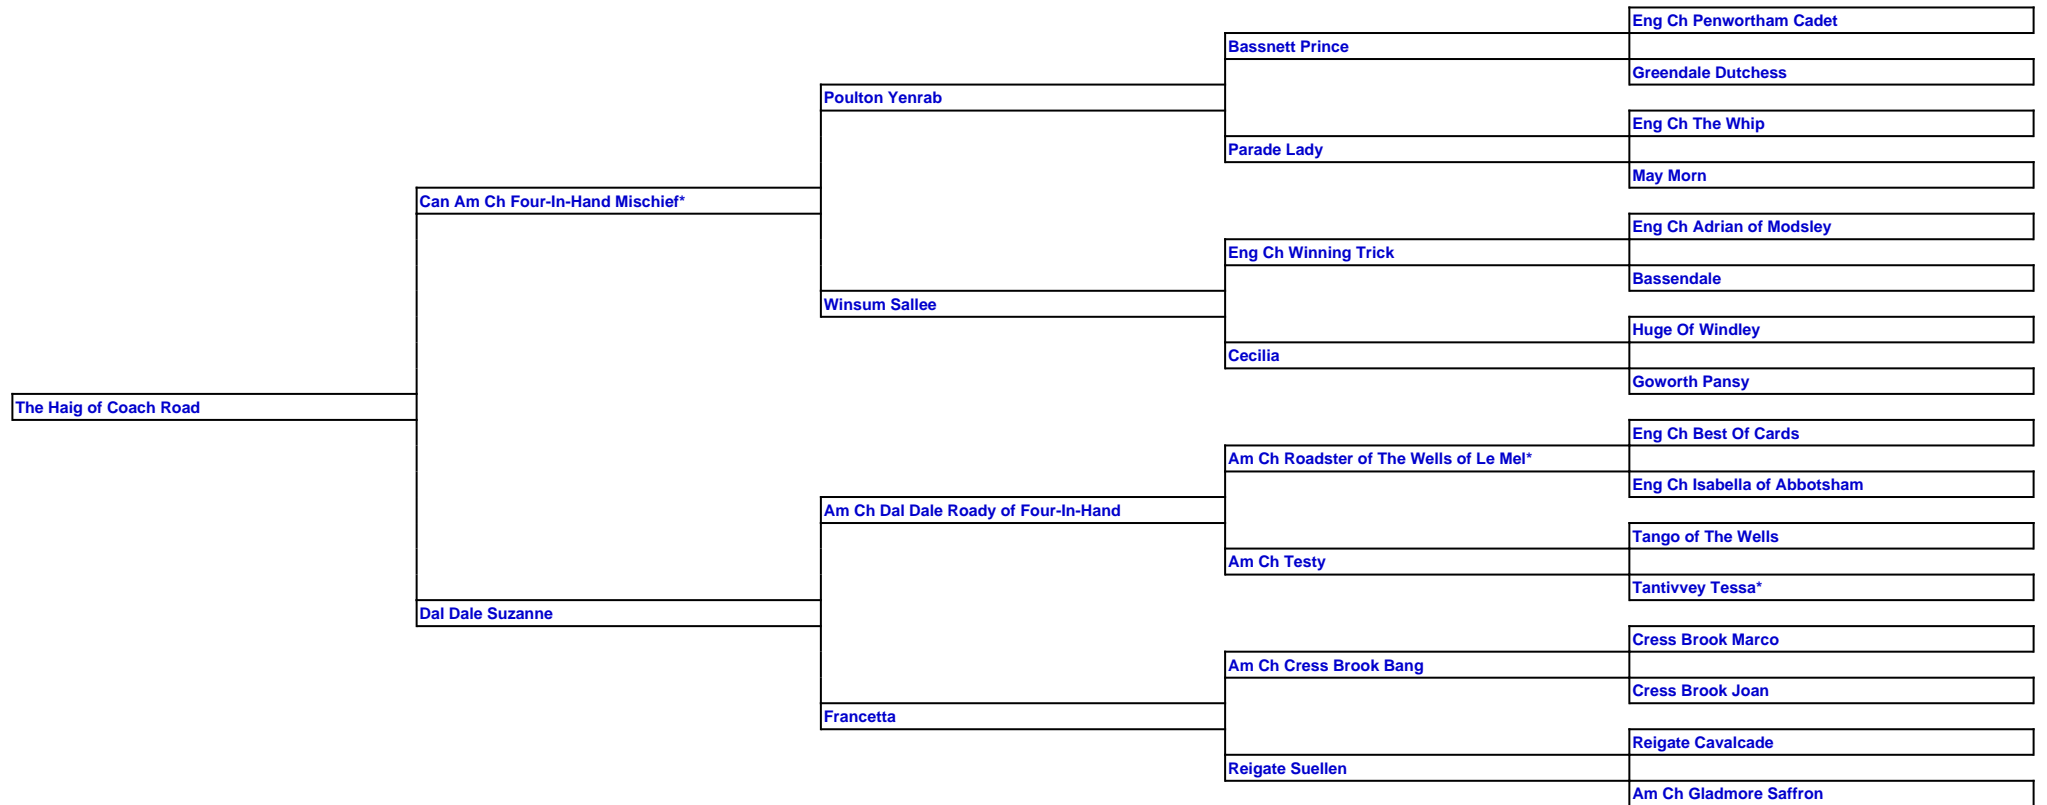 Eng Ch Penwortham Cadet
Bassnett Prince
Greendale Dutchess
Poulton Yenrab
Eng Ch The Whip
Parade Lady
May Morn
Can Am Ch Four-In-Hand Mischief*
Eng Ch Adrian of Modsley
Eng Ch Winning Trick
Bassendale
Winsum Sallee
Huge Of Windley
Cecilia
Goworth Pansy
The Haig of Coach Road
Eng Ch Best Of Cards
Am Ch Roadster of The Wells of Le Mel*
Eng Ch Isabella of Abbotsham
Am Ch Dal Dale Roady of Four-In-Hand
Tango of The Wells
Am Ch Testy
Tantivvey Tessa*
Dal Dale Suzanne
Cress Brook Marco
Am Ch Cress Brook Bang
Cress Brook Joan
Francetta
Reigate Cavalcade
Reigate Suellen
Am Ch Gladmore Saffron